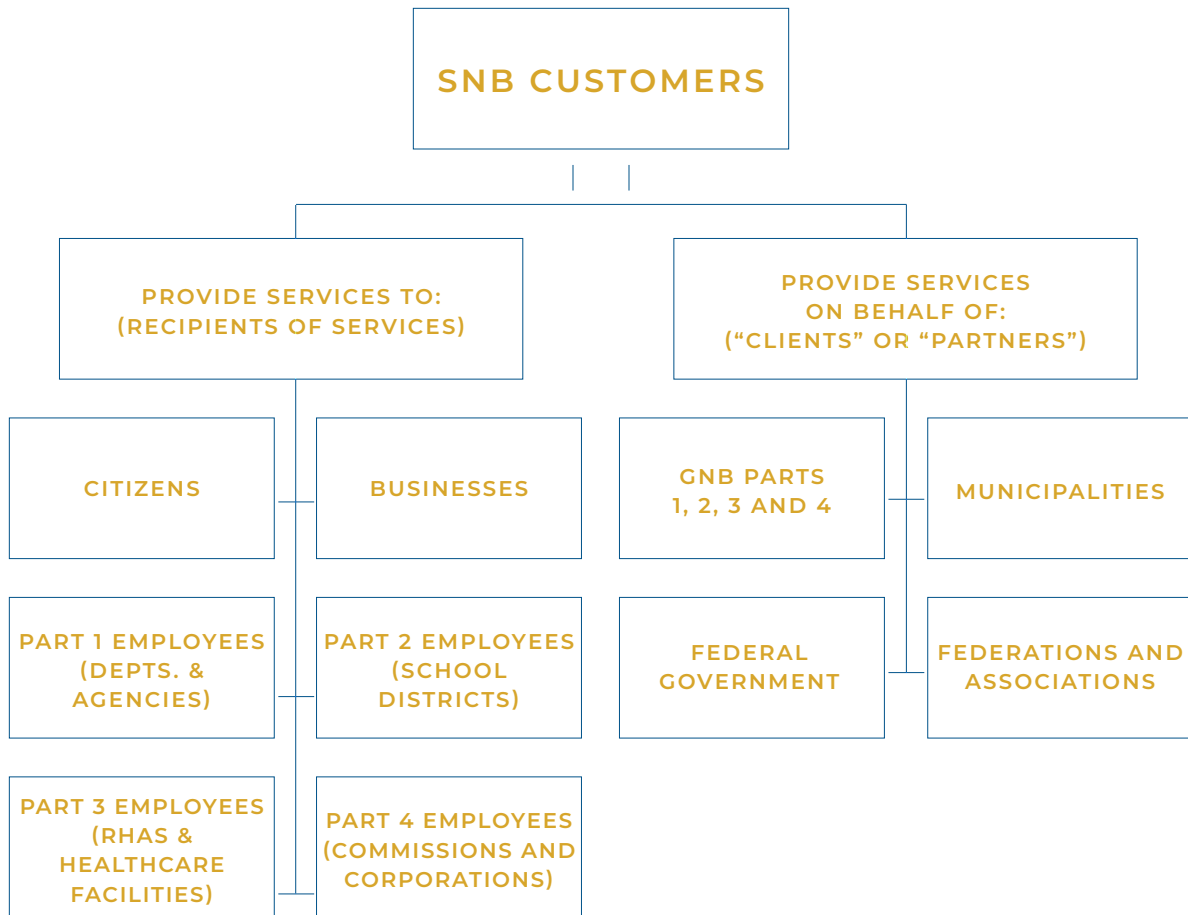 SNB CUSTOMERS
PROVIDE SERVICES TO:
(RECIPIENTS OF SERVICES)
PROVIDE SERVICES
ON BEHALF OF:
(“CLIENTS” OR “PARTNERS”)
CITIZENS
BUSINESSES
GNB PARTS
1, 2, 3 AND 4
MUNICIPALITIES
PART 1 EMPLOYEES
(DEPTS. &
AGENCIES)
PART 2 EMPLOYEES
(SCHOOL
DISTRICTS)
FEDERAL
GOVERNMENT
FEDERATIONS AND
ASSOCIATIONS
PART 3 EMPLOYEES
(RHAS &
HEALTHCARE
FACILITIES)
PART 4 EMPLOYEES
(COMMISSIONS AND
CORPORATIONS)